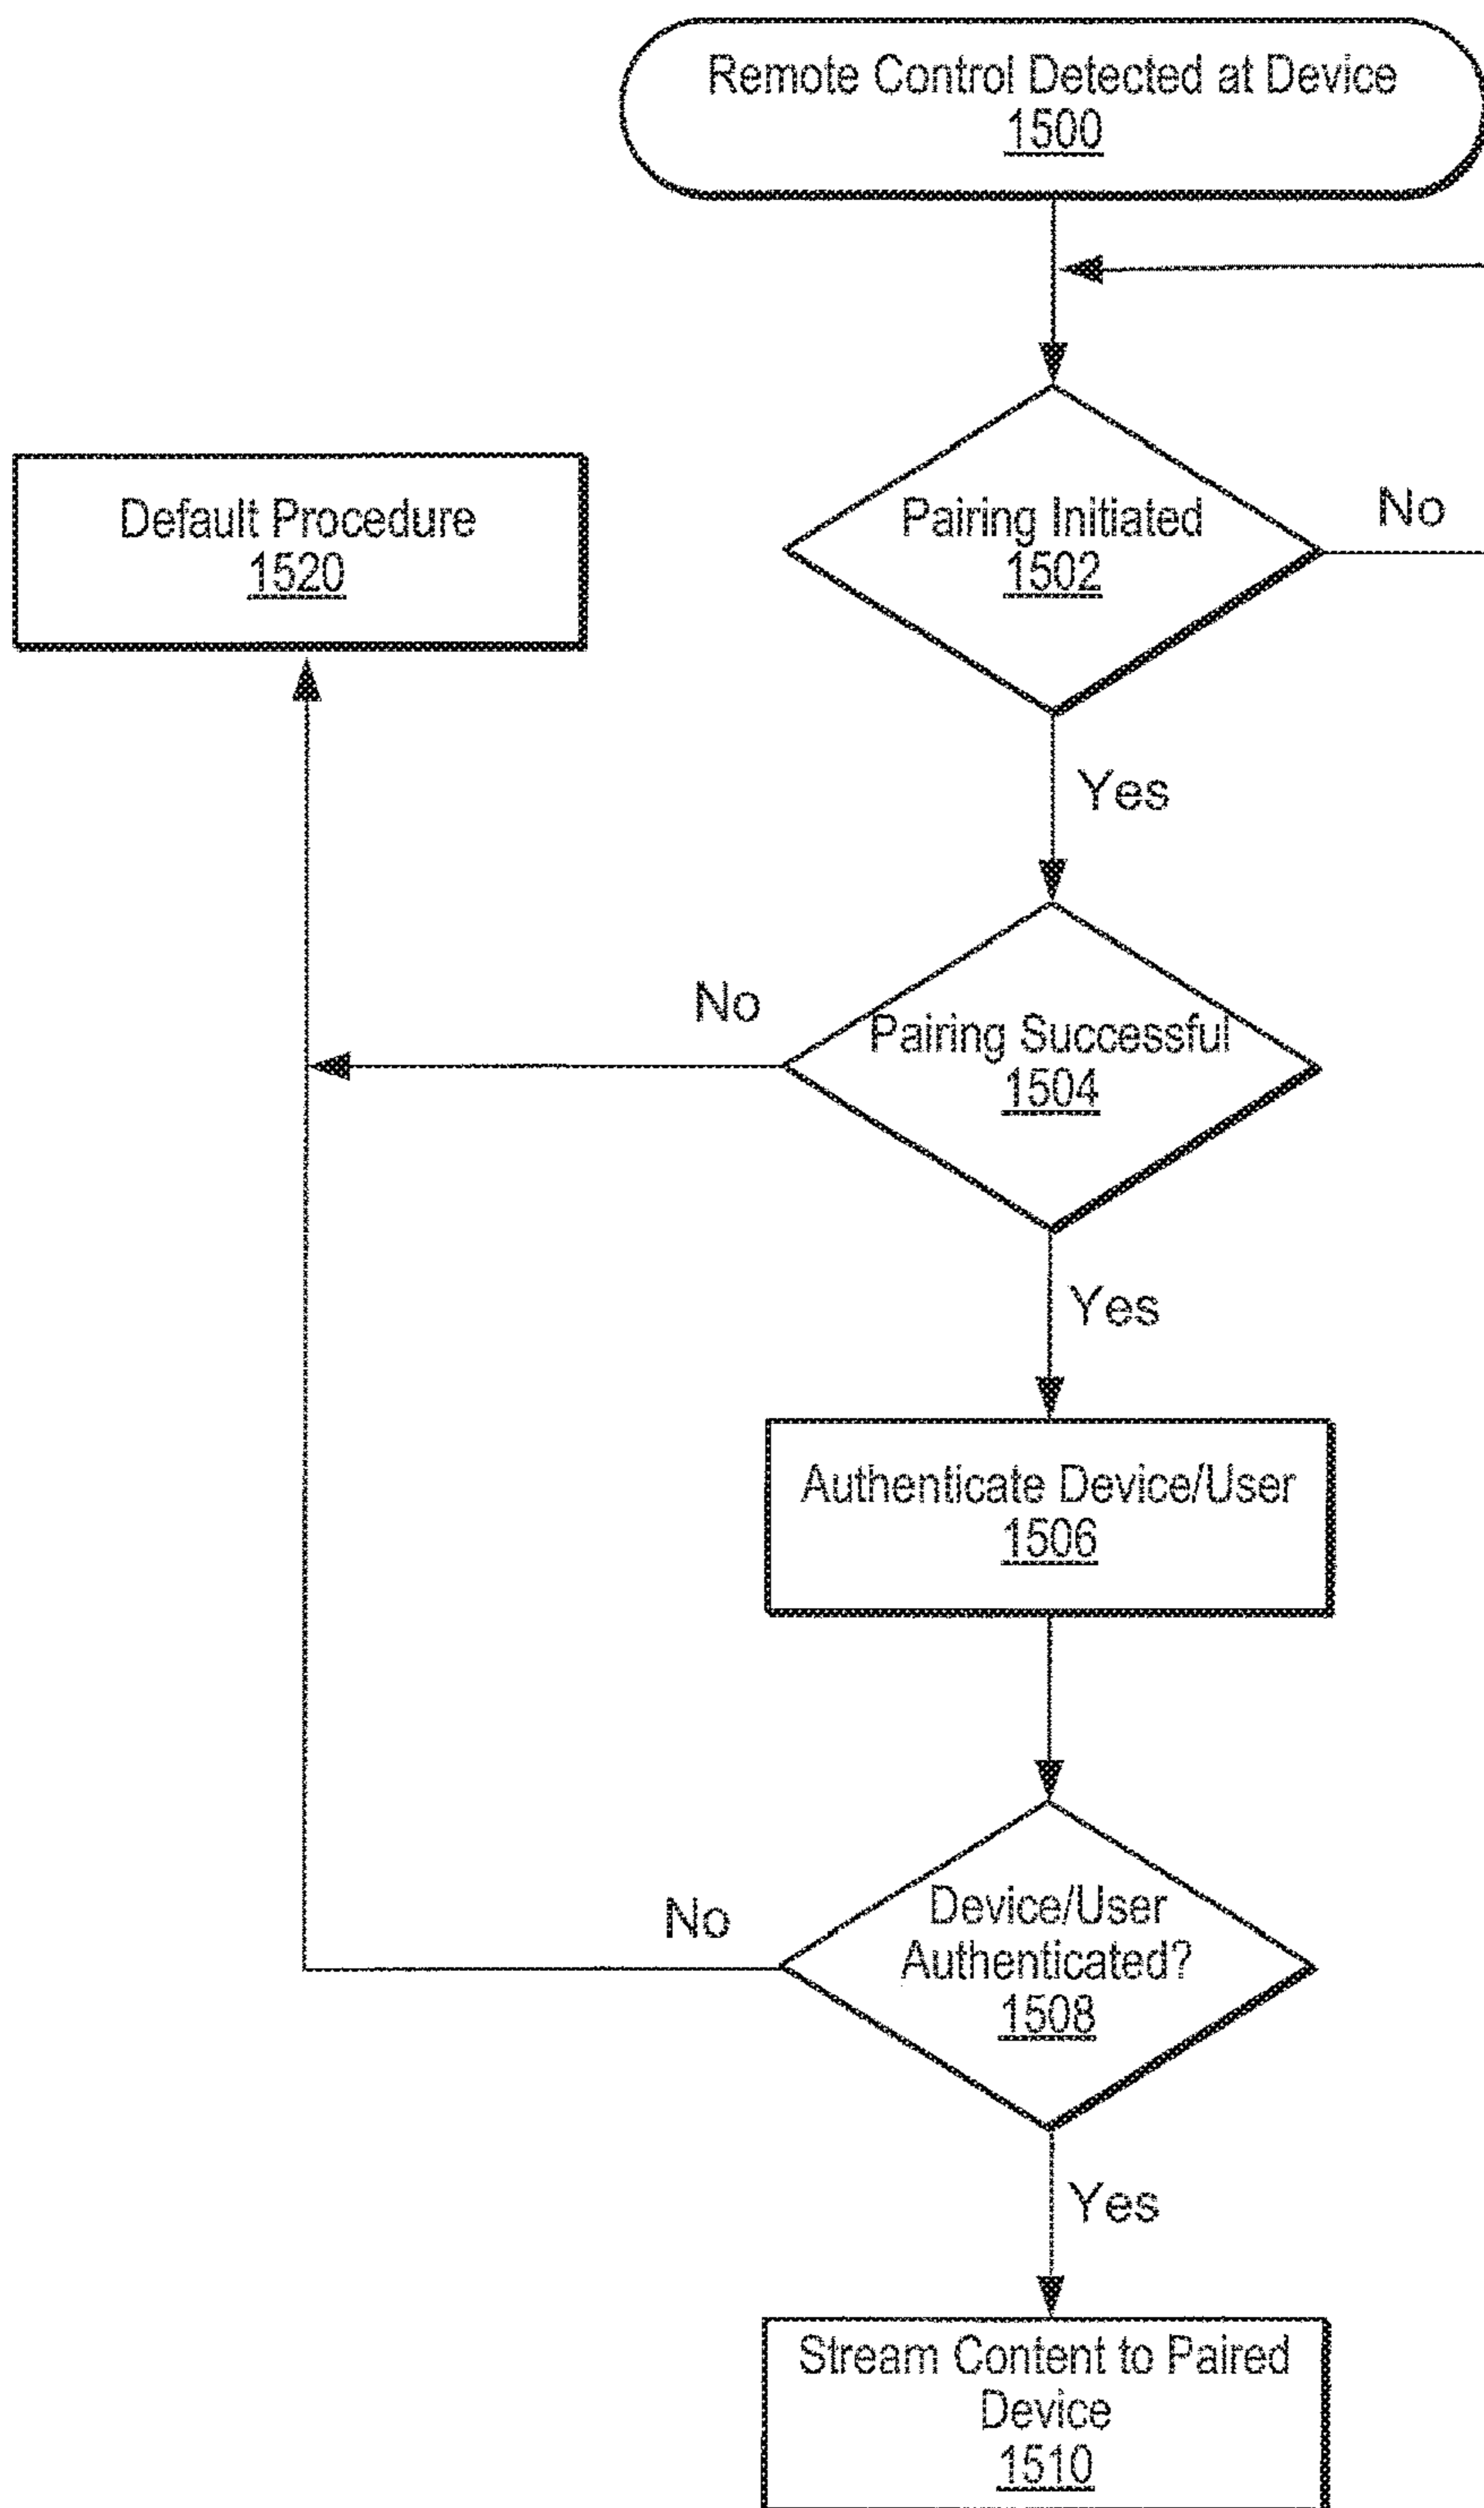 Remote Control Detected at Device
1500
Default Procedure
1520
Pairing Initiated
1502
No
Yes
No
Pairing Successful
1504
Yes
Authenticate Device/User
1506
No
Device/User
Authenticated?
1508
Yes
Stream Content to Paired
Device
1510